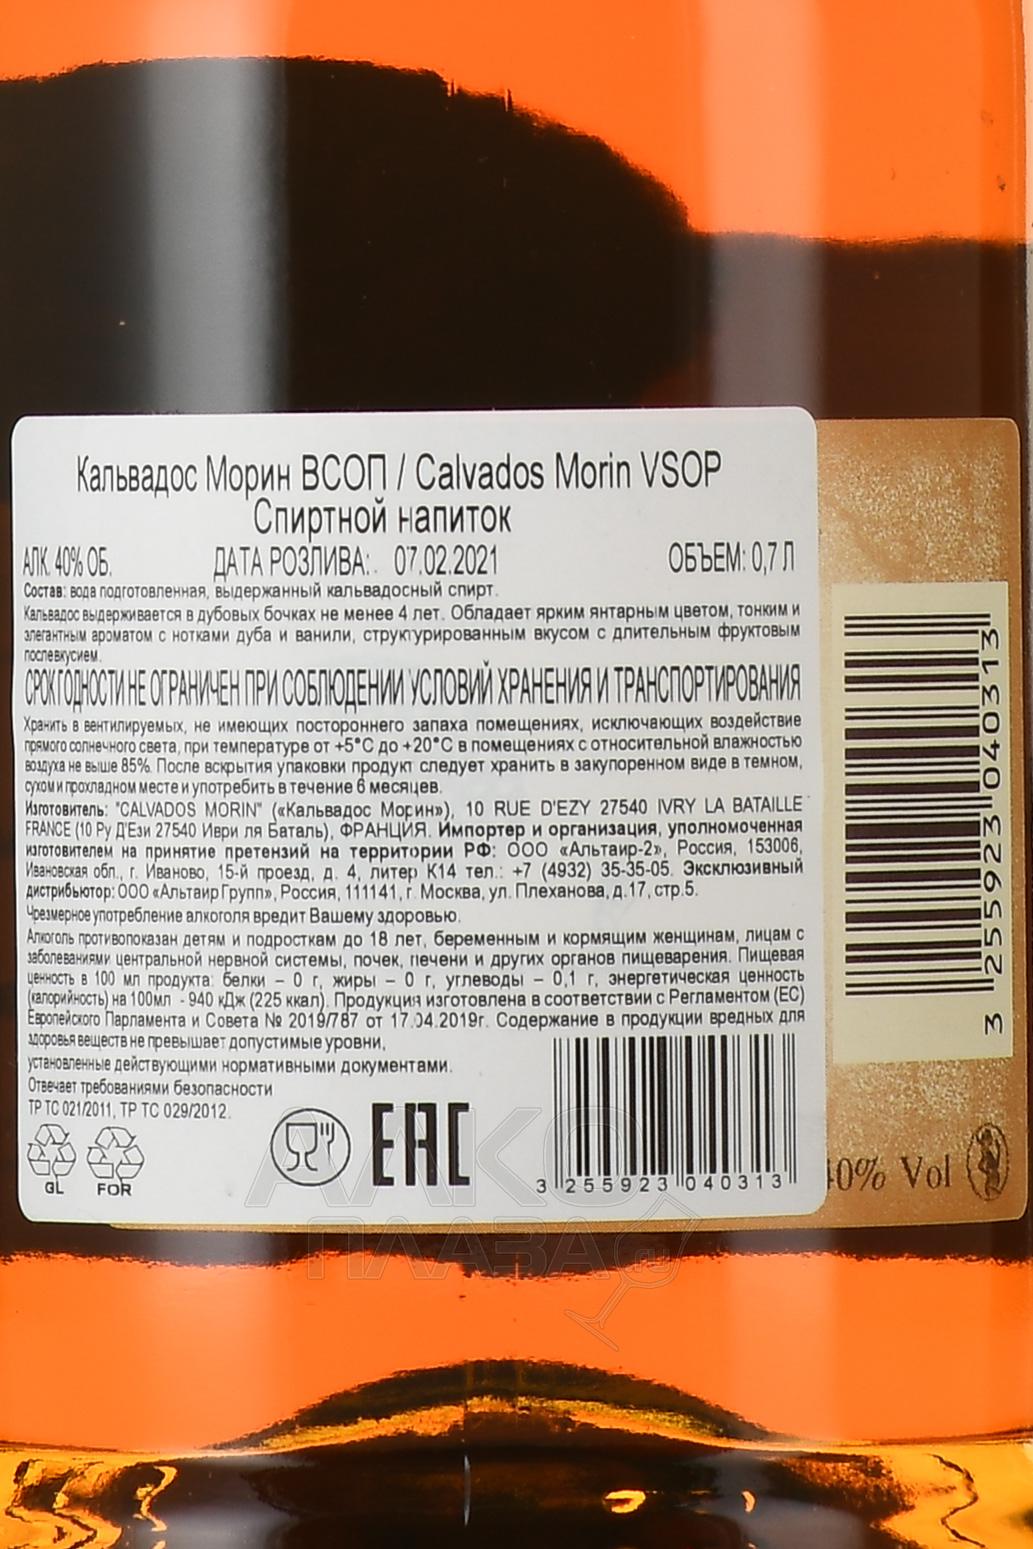 Кальвадос Морин ВСОП / Calvados Morin VSOP
Спиртной напиток
АЛК. 40% ОБ. ДАТА РОЗЛИВА: 07.02.2021 ОБЪЕМ: 0,7 Л
Состав: вода подготовленная, выдержанный кальвадосный спирт.
Кальвадос выдерживается в дубовых бочках не менее 4 лет. Обладает ярким янтарным цветом, тонким и
элегантным ароматом с нотками дуба и ванили, структурированным вкусом с длительным фруктовым
послевкусием.
СРОК ГОДНОСТИ НЕ ОГРАНИЧЕН ПРИ СОБЛЮДЕНИИ УСЛОВИЙ ХРАНЕНИЯ И ТРАНСПОРТИРОВАНИЯ
Хранить в вентилируемых, не имеющих постороннего запаха помещениях, исключающих воздействие
прямого солнечного света, при температуре от +5°С до +20°С в помещениях с относительной влажностью
воздуха не выше 85%. После вскрытия упаковки продукт следует хранить в закупоренном виде в темном,
сухом и прохладном месте и употребить в течение 6 месяцев.
Изготовитель: "CALVADOS MORIN" («Кальвадос Морин»), 10 RUE D'EZY 27540 IVRY LA BATAILLE
FRANCE (10 Ру Д'Ези 27540 Иври ля Баталь), ФРАНЦИЯ. Импортер и организация, уполномоченная
изготовителем на принятие претензий на территории РФ: ООО «Альтаир-2», Россия, 153006,
Ивановская обл., г. Иваново, 15-й проезд, д. 4, литер К14 тел.: +7 (4932) 35-35-05. Эксклюзивный
дистрибьютор: ООО «Альтаир Групп», Россия, 111141, г. Москва, ул. Плеханова, д.17, стр.5.
Чрезмерное употребление алкоголя вредит Вашему здоровью.
Алкоголь противопоказан детям и подросткам до 18 лет, беременным и кормящим женщинам, лицам с
заболеваниями центральной нервной системы, почек, печени и других органов пищеварения. Пищевая
ценность в 100 мл продукта: белки – 0 г, жиры – 0 г, углеводы – 0,1 г, энергетическая ценность
(калорийность) на 100мл - 940 кДж (225 ккал). Продукция изготовлена в соответствии с Регламентом (ЕС)
Европейского Парламента и Совета № 2019/787 от 17.04.2019г. Содержание в продукции вредных для
здоровья веществ не превышает допустимые уровни,
установленные действующими нормативными документами.
Отвечает требованиями безопасности
ТР ТС 021/2011, ТР ТС 029/2012.
GL FOR
ЕАС
3 255923 040313
3 255923 040313
40% Vol
АЛКО
ПЛАЗА.ru